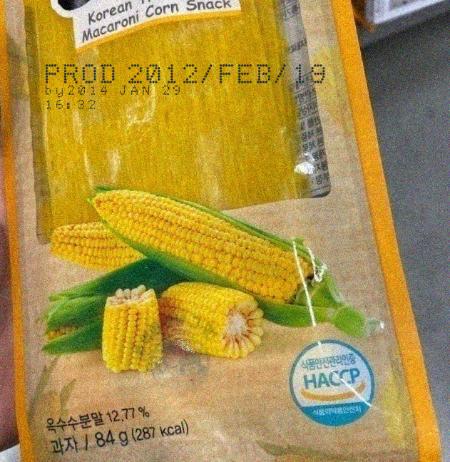 Korean
Macaroni Corn Snack
PROD 2012/FEB/19
by2014 JAN 29
16:32
식품안전관리인증
HACCP
식품의약품안전처
옥수수분말 12.77 %
과자 / 84 g (287 kcal)